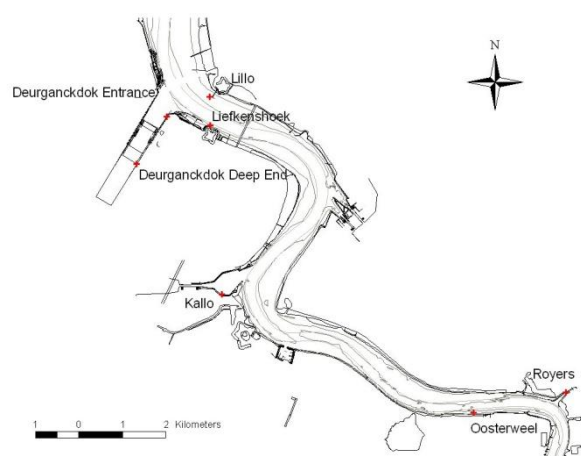 N
Lillo
Deurganckdok Entrance
Liefkenshoek
Deurganckdok Deep End
Kallo
Royers
Oosterweel
1 0 1 2 Kilometers